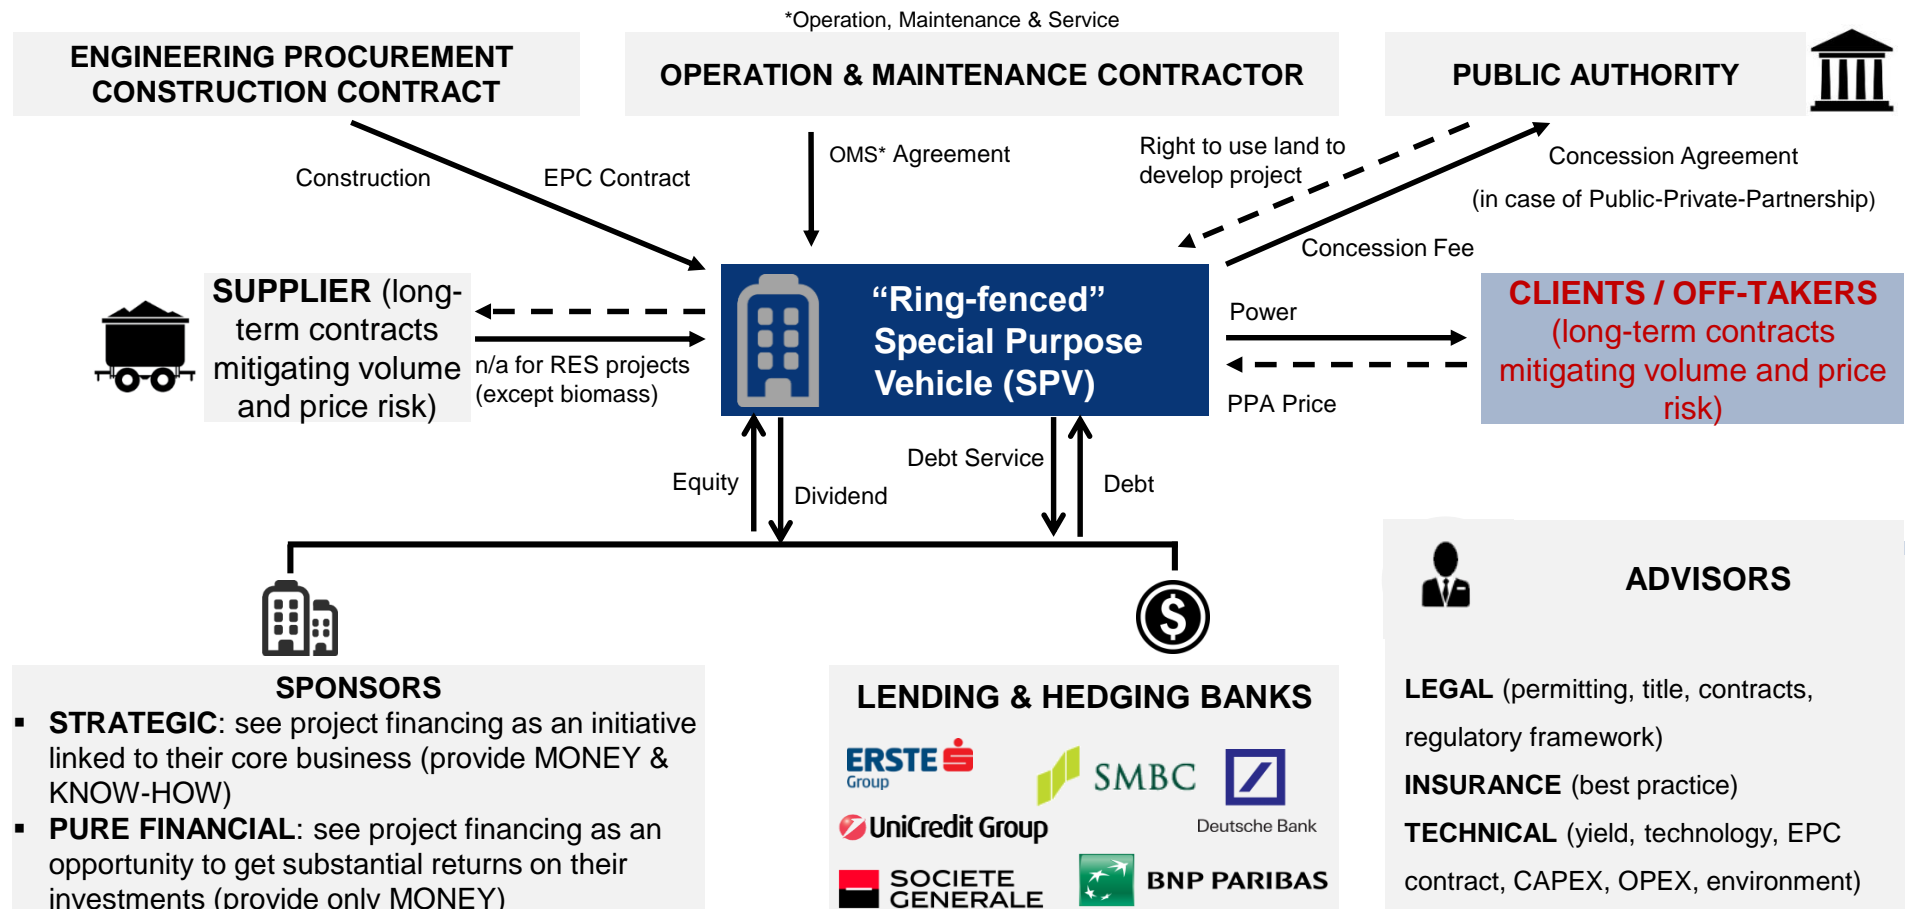 *Operation, Maintenance & Service
ENGINEERING PROCUREMENT
CONSTRUCTION CONTRACT
OPERATION & MAINTENANCE CONTRACTOR
PUBLIC AUTHORITY
Construction
EPC Contract
OMS* Agreement
Right to use land to
develop project
Concession Agreement
(in case of Public-Private-Partnership)
Concession Fee
SUPPLIER (long-
term contracts
mitigating volume
and price risk)
n/a for RES projects
(except biomass)
“Ring-fenced”
Special Purpose
Vehicle (SPV)
Power
PPA Price
CLIENTS / OFF-TAKERS
(long-term contracts
mitigating volume and price
risk)
Equity
Dividend
Debt Service
Debt
SPONSORS
▪ STRATEGIC: see project financing as an initiative
linked to their core business (provide MONEY &
KNOW-HOW)
▪ PURE FINANCIAL: see project financing as an
opportunity to get substantial returns on their
investments (provide only MONEY)
LENDING & HEDGING BANKS
ERSTE
Group
SMBC
Deutsche Bank
UniCredit Group
SOCIETE
GENERALE
BNP PARIBAS
ADVISORS
LEGAL (permitting, title, contracts,
regulatory framework)
INSURANCE (best practice)
TECHNICAL (yield, technology, EPC
contract, CAPEX, OPEX, environment)